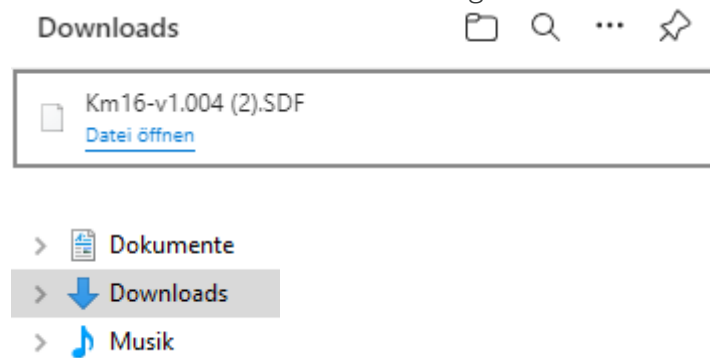 Downloads
Km16-v1.004 (2).SDF
Datei öffnen
Dokumente
Downloads
Musik